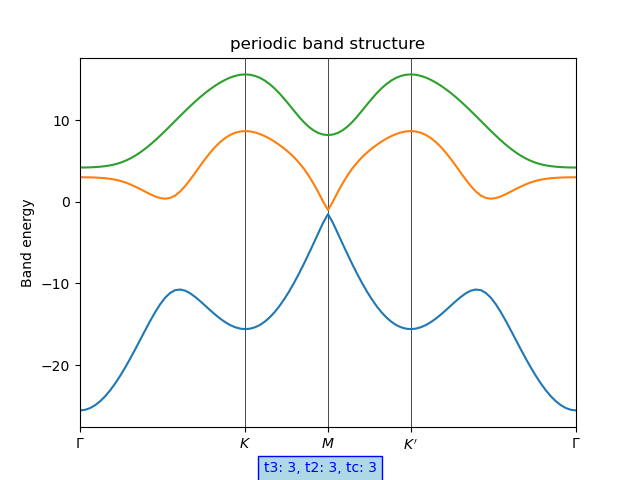 periodic band structure
Band energy
10
0
−10
−20
Γ K M K′ Γ
t3: 3, t2: 3, tc: 3